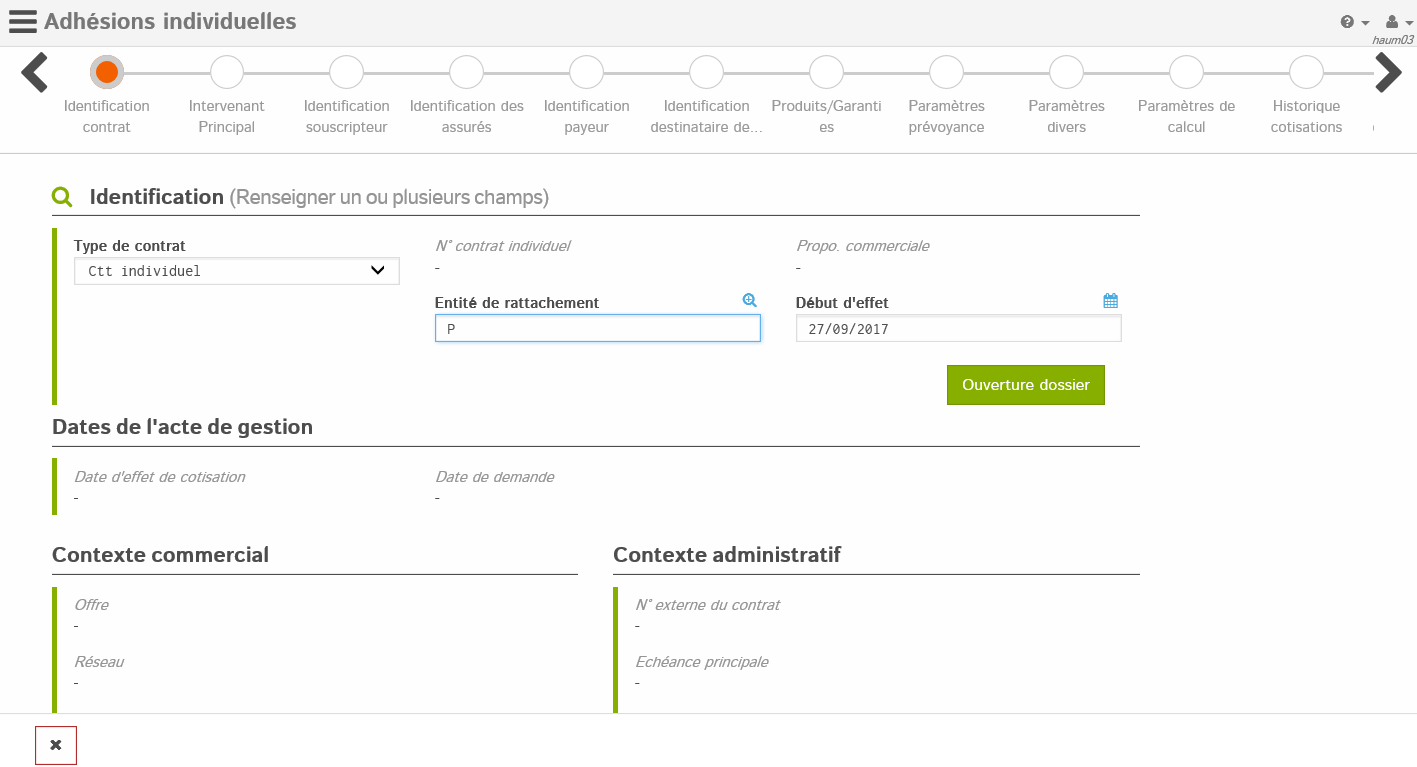 Adhésions individuelles
haum03
Identification contrat
Intervenant Principal
Identification souscripteur
Identification des assurés
Identification payeur
Identification destinataire de...
Produits/Garanties
Paramètres prévoyance
Paramètres divers
Paramètres de calcul
Historique cotisations
Identification (Renseigner un ou plusieurs champs)
Type de contrat
N° contrat individuel
Propo. commerciale
Ctt individuel
-
-
Entité de rattachement
Début d'effet
P
27/09/2017
Ouverture dossier
Dates de l'acte de gestion
Date d'effet de cotisation
Date de demande
-
-
Contexte commercial
Contexte administratif
Offre
N° externe du contrat
-
-
Réseau
Echéance principale
-
-